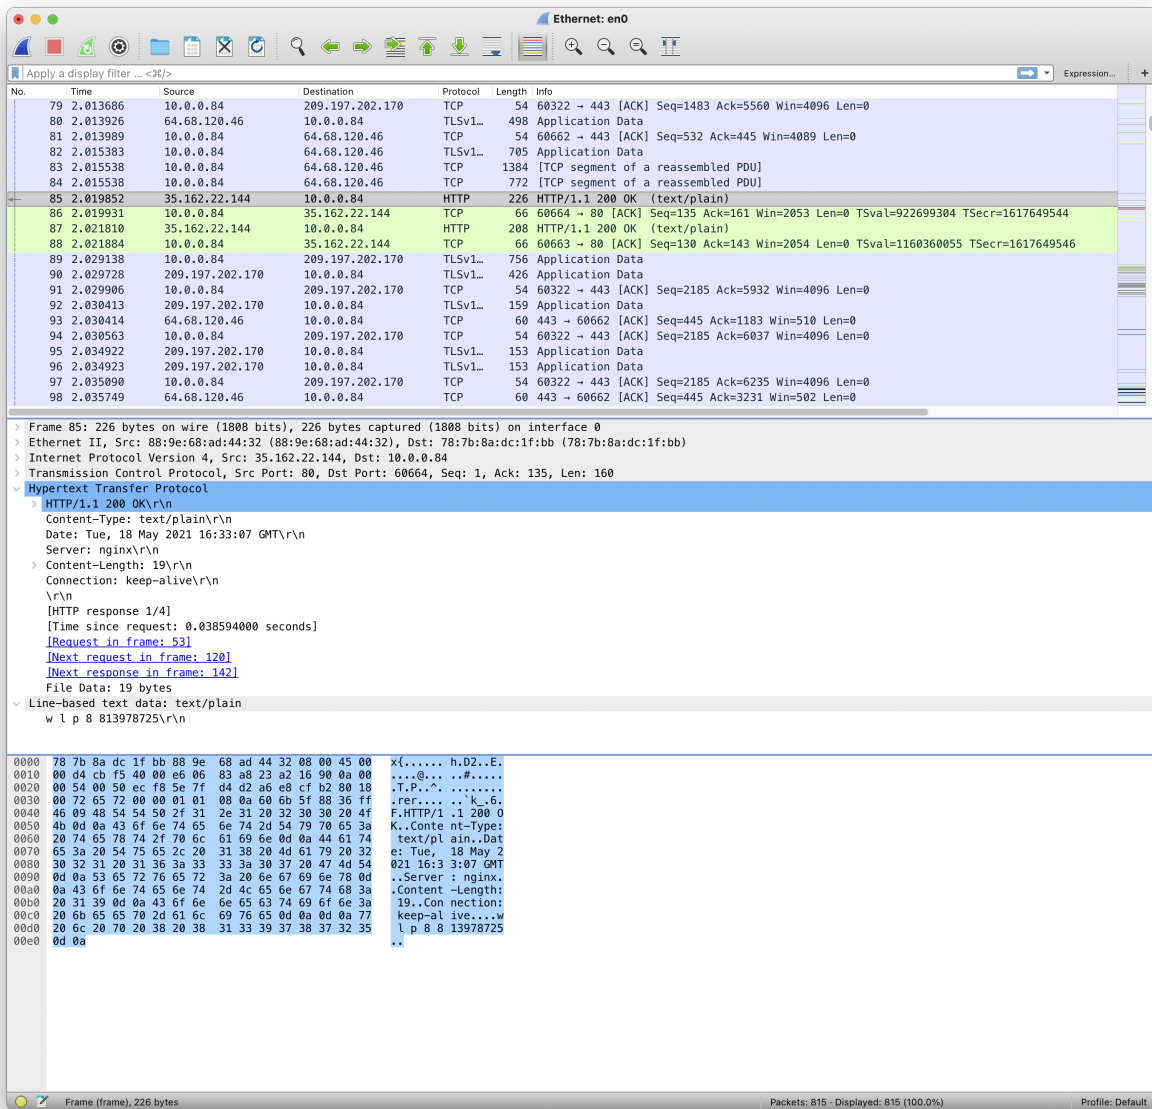 Ethernet: en0
Apply a display filter ... <⌘/>
Expression...
+
No. Time Source Destination Protocol Length Info
79 2.013686 10.0.0.84 209.197.202.170 TCP 54 60322 → 443 [ACK] Seq=1483 Ack=5560 Win=4096 Len=0
80 2.013926 64.68.120.46 10.0.0.84 TLSv1… 498 Application Data
81 2.013989 10.0.0.84 64.68.120.46 TCP 54 60662 → 443 [ACK] Seq=532 Ack=445 Win=4089 Len=0
82 2.015383 10.0.0.84 64.68.120.46 TLSv1… 705 Application Data
83 2.015538 10.0.0.84 64.68.120.46 TCP 1384 [TCP segment of a reassembled PDU]
84 2.015538 10.0.0.84 64.68.120.46 TCP 772 [TCP segment of a reassembled PDU]
85 2.019852 35.162.22.144 10.0.0.84 HTTP 226 HTTP/1.1 200 OK (text/plain)
86 2.019931 10.0.0.84 35.162.22.144 TCP 66 60664 → 80 [ACK] Seq=135 Ack=161 Win=2053 Len=0 TSval=922699304 TSecr=1617649544
87 2.021810 35.162.22.144 10.0.0.84 HTTP 208 HTTP/1.1 200 OK (text/plain)
88 2.021884 10.0.0.84 35.162.22.144 TCP 66 60663 → 80 [ACK] Seq=130 Ack=143 Win=2054 Len=0 TSval=1160360055 TSecr=1617649546
89 2.029138 10.0.0.84 209.197.202.170 TLSv1… 756 Application Data
90 2.029728 209.197.202.170 10.0.0.84 TLSv1… 426 Application Data
91 2.029906 10.0.0.84 209.197.202.170 TCP 54 60322 → 443 [ACK] Seq=2185 Ack=5932 Win=4096 Len=0
92 2.030413 209.197.202.170 10.0.0.84 TLSv1… 159 Application Data
93 2.030414 64.68.120.46 10.0.0.84 TCP 60 443 → 60662 [ACK] Seq=445 Ack=1183 Win=510 Len=0
94 2.030563 10.0.0.84 209.197.202.170 TCP 54 60322 → 443 [ACK] Seq=2185 Ack=6037 Win=4096 Len=0
95 2.034922 209.197.202.170 10.0.0.84 TLSv1… 153 Application Data
96 2.034923 209.197.202.170 10.0.0.84 TLSv1… 153 Application Data
97 2.035090 10.0.0.84 209.197.202.170 TCP 54 60322 → 443 [ACK] Seq=2185 Ack=6235 Win=4096 Len=0
98 2.035749 64.68.120.46 10.0.0.84 TCP 60 443 → 60662 [ACK] Seq=445 Ack=3231 Win=502 Len=0
Frame 85: 226 bytes on wire (1808 bits), 226 bytes captured (1808 bits) on interface 0
Ethernet II, Src: 88:9e:68:ad:44:32 (88:9e:68:ad:44:32), Dst: 78:7b:8a:dc:1f:bb (78:7b:8a:dc:1f:bb)
Internet Protocol Version 4, Src: 35.162.22.144, Dst: 10.0.0.84
Transmission Control Protocol, Src Port: 80, Dst Port: 60664, Seq: 1, Ack: 135, Len: 160
Hypertext Transfer Protocol
HTTP/1.1 200 OK\r\n
Content-Type: text/plain\r\n
Date: Tue, 18 May 2021 16:33:07 GMT\r\n
Server: nginx\r\n
Content-Length: 19\r\n
Connection: keep-alive\r\n
\r\n
[HTTP response 1/4]
[Time since request: 0.038594000 seconds]
[Request in frame: 53]
[Next request in frame: 120]
[Next response in frame: 142]
File Data: 19 bytes
Line-based text data: text/plain
w l p 8 813978725\r\n
0000 78 7b 8a dc 1f bb 88 9e 68 ad 44 32 08 00 45 00 x{...... h.D2..E.
0010 00 d4 cb f5 40 00 e6 06 83 a8 23 a2 16 90 0a 00 ....@... ..#.....
0020 00 54 00 50 ec f8 5e 7f d4 d2 a6 e8 cf b2 80 18 .T.P..^. ........
0030 00 72 65 72 00 00 01 01 08 0a 60 6b 5f 88 36 ff .rer.... ..`k_.6.
0040 46 09 48 54 54 50 2f 31 2e 31 20 32 30 30 20 4f F.HTTP/1 .1 200 O
0050 4b 0d 0a 43 6f 6e 74 65 6e 74 2d 54 79 70 65 3a K..Conte nt-Type:
0060 20 74 65 78 74 2f 70 6c 61 69 6e 0d 0a 44 61 74 text/pl ain..Dat
0070 65 3a 20 54 75 65 2c 20 31 38 20 4d 61 79 20 32 e: Tue, 18 May 2
0080 30 32 31 20 31 36 3a 33 33 3a 30 37 20 47 4d 54 021 16:3 3:07 GMT
0090 0d 0a 53 65 72 76 65 72 3a 20 6e 67 69 6e 78 0d ..Server : nginx.
00a0 0a 43 6f 6e 74 65 6e 74 2d 4c 65 6e 67 74 68 3a .Content -Length:
00b0 20 31 39 0d 0a 43 6f 6e 6e 65 63 74 69 6f 6e 3a 19..Con nection:
00c0 20 6b 65 65 70 2d 61 6c 69 76 65 0d 0a 0d 0a 77 keep-al ive....w
00d0 20 6c 20 70 20 38 20 38 31 33 39 37 38 37 32 35 l p 8 8 13978725
00e0 0d 0a ..
Frame (frame), 226 bytes
Packets: 815 · Displayed: 815 (100.0%)
Profile: Default